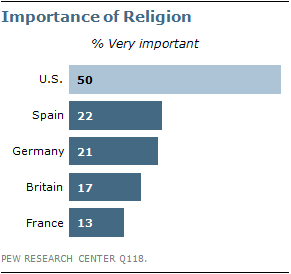 Importance of Religion
% Very important
U.S. 50
Spain 22
Germany 21
Britain 17
France 13
PEW RESEARCH CENTER Q118.